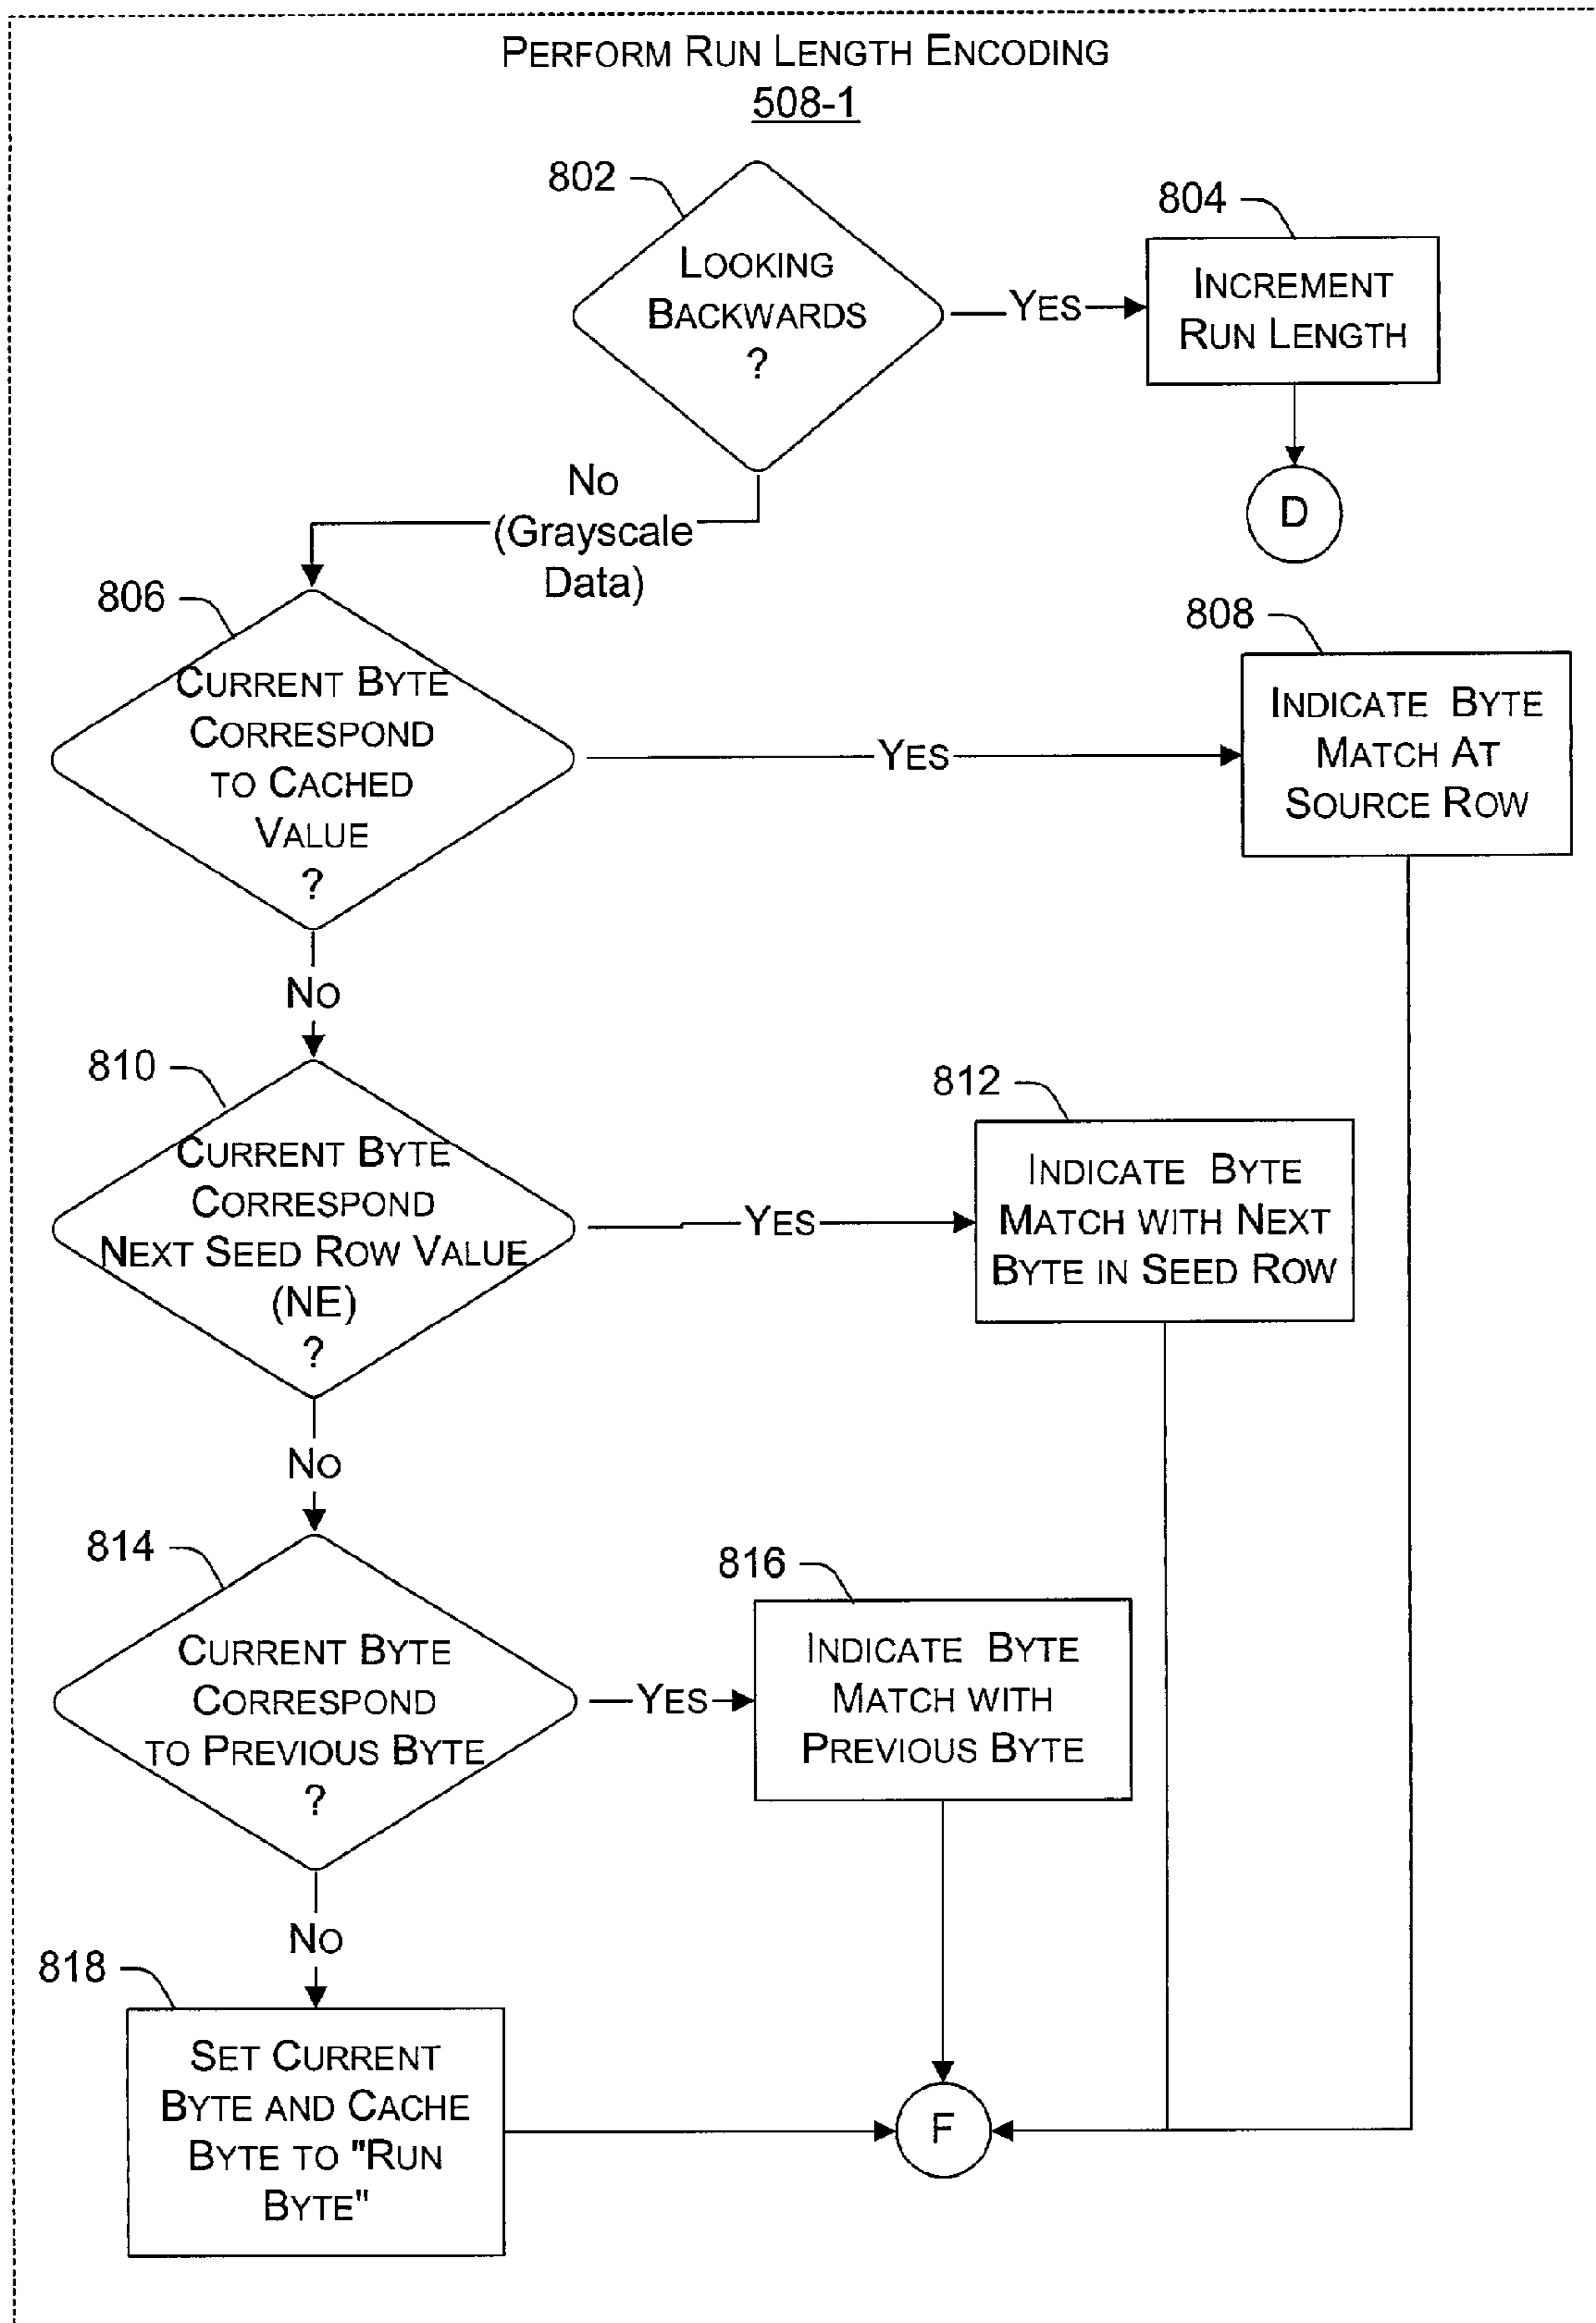 PERFORM RUN LENGTH ENCODING
508-1
802
LOOKING
BACKWARDS
?
YES
804
INCREMENT
RUN LENGTH
D
No
(Grayscale
Data)
806
CURRENT BYTE
CORRESPOND
TO CACHED
VALUE
?
YES
808
INDICATE BYTE
MATCH AT
SOURCE ROW
NO
810
CURRENT BYTE
CORRESPOND
NEXT SEED ROW VALUE
(NE)
?
YES
812
INDICATE BYTE
MATCH WITH NEXT
BYTE IN SEED ROW
NO
814
CURRENT BYTE
CORRESPOND
TO PREVIOUS BYTE
?
YES
816
INDICATE BYTE
MATCH WITH
PREVIOUS BYTE
NO
818
SET CURRENT
BYTE AND CACHE
BYTE TO "RUN
BYTE"
F